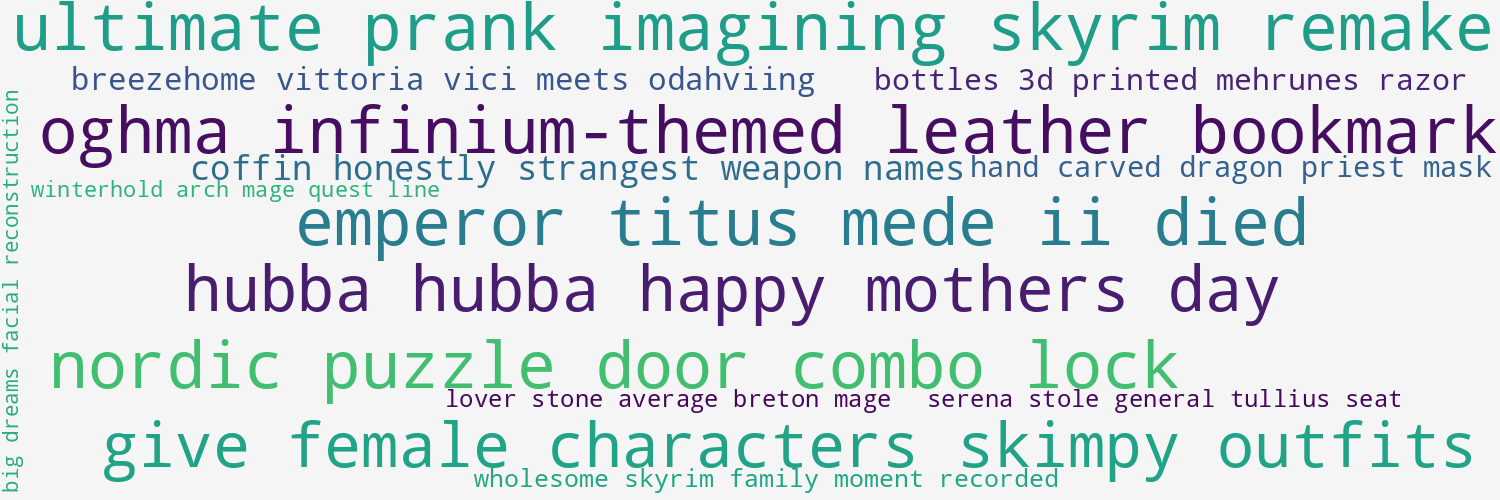 ultimate prank imagining skyrim remake
breezehome vittoria vici meets odahviing
bottles 3d printed mehrunes razor
oghma infinium-themed leather bookmark
coffin honestly strangest weapon names
hand carved dragon priest mask
winterhold arch mage quest line
emperor titus mede ii died
hubba hubba happy mothers day
nordic puzzle door combo lock
lover stone average breton mage
serena stole general tullius seat
give female characters skimpy outfits
wholesome skyrim family moment recorded
big dreams facial reconstruction